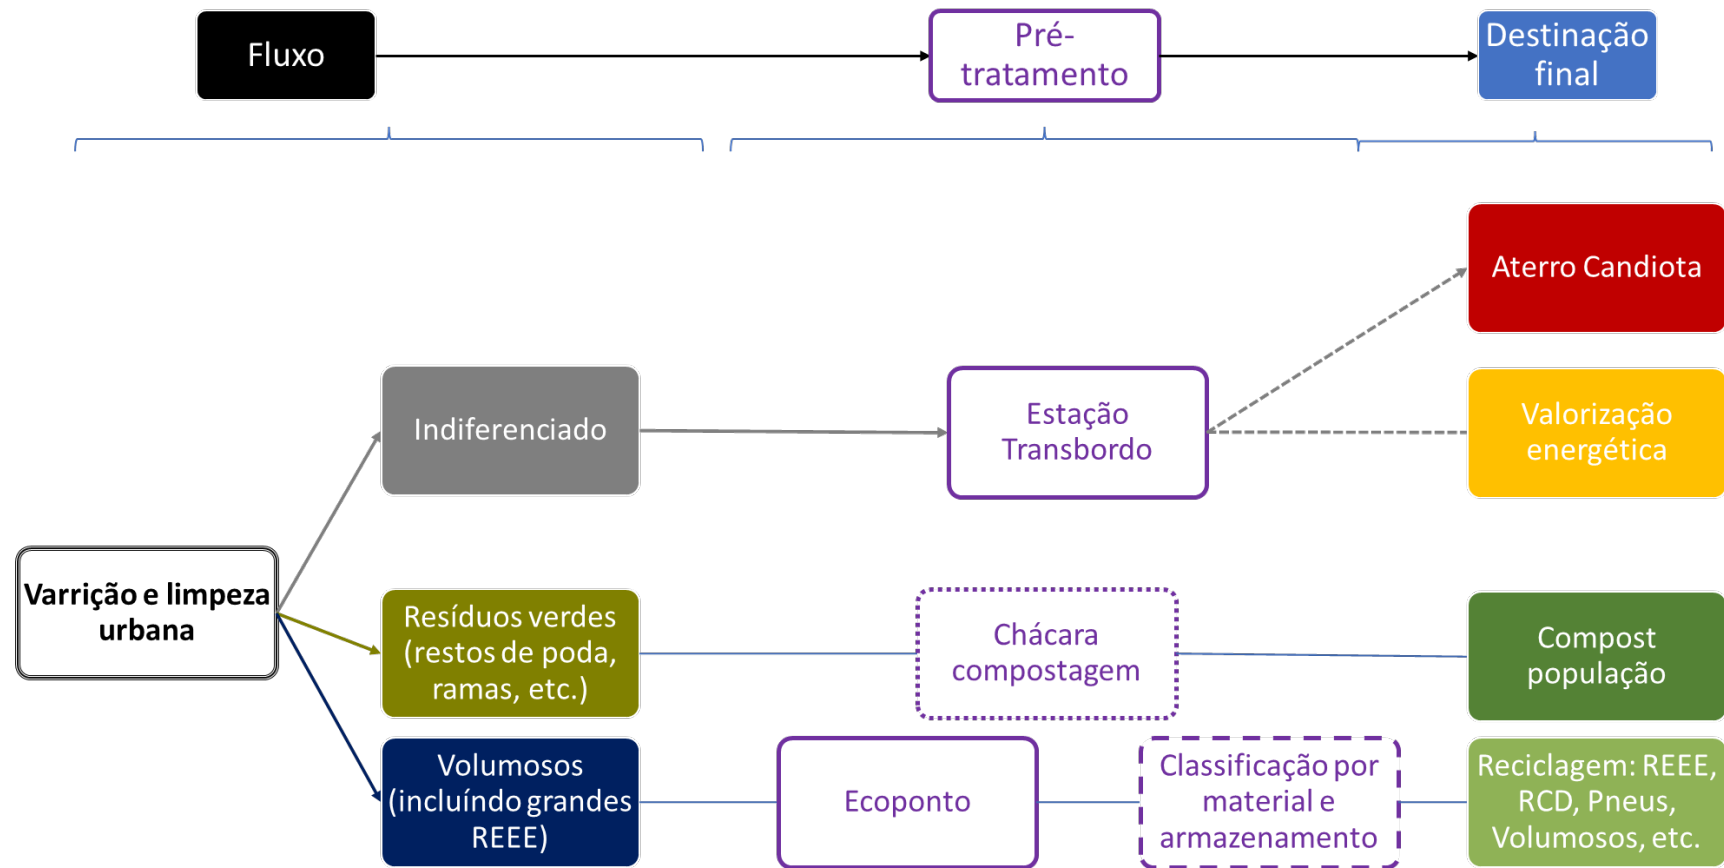 Fluxo
Pré-
tratamento
Destinação
final
Aterro Candiota
Indiferenciado
Estação
Transbordo
Valorização
energética
Varrição e limpeza
urbana
Resíduos verdes
(restos de poda,
ramas, etc.)
Chácara
compostagem
Compost
população
Volumosos
(incluíndo grandes
REEE)
Ecoponto
Classificação por
material e
armazenamento
Reciclagem: REEE,
RCD, Pneus,
Volumosos, etc.